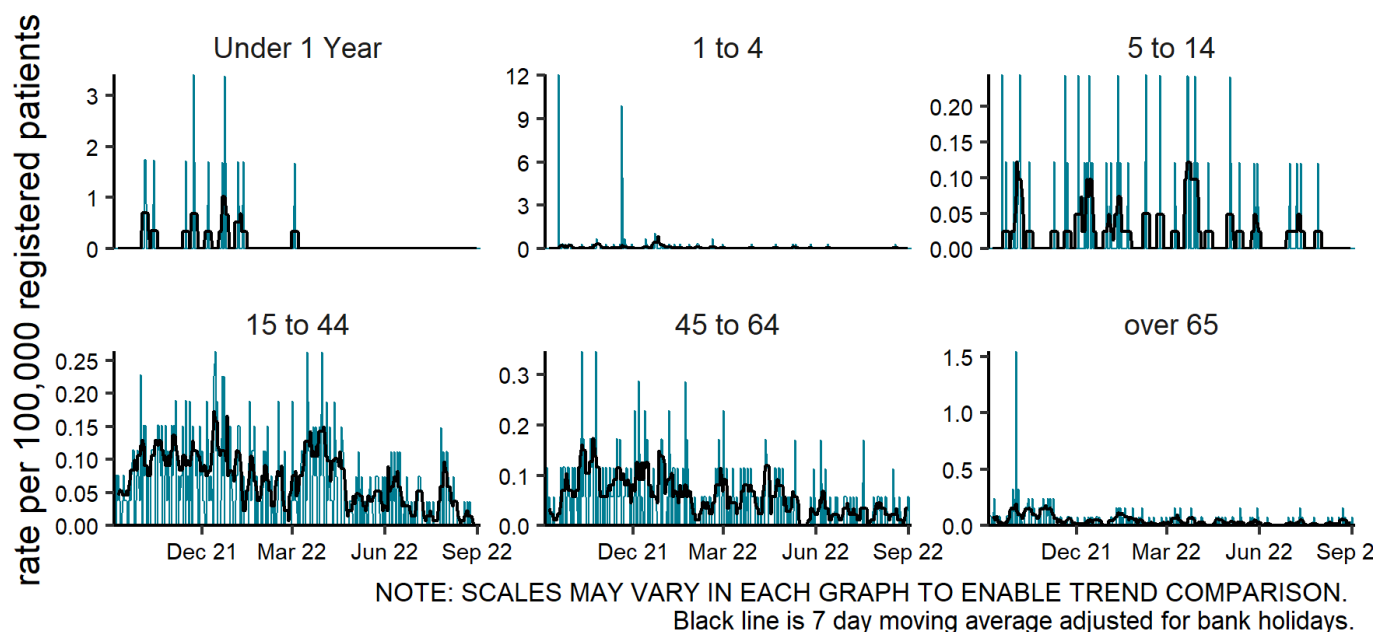 rate per 100,000 registered patients
Under 1 Year
3
2
1
0
1 to 4
12
9
6
3
0
5 to 14
0.20
0.15
0.10
0.05
0.00
15 to 44
0.25
0.20
0.15
0.10
0.05
0.00
Dec 21 Mar 22 Jun 22 Sep 22
45 to 64
0.3
0.2
0.1
0.0
Dec 21 Mar 22 Jun 22 Sep 22
over 65
1.5
1.0
0.5
0.0
Dec 21 Mar 22 Jun 22 Sep 2
NOTE: SCALES MAY VARY IN EACH GRAPH TO ENABLE TREND COMPARISON.
Black line is 7 day moving average adjusted for bank holidays.